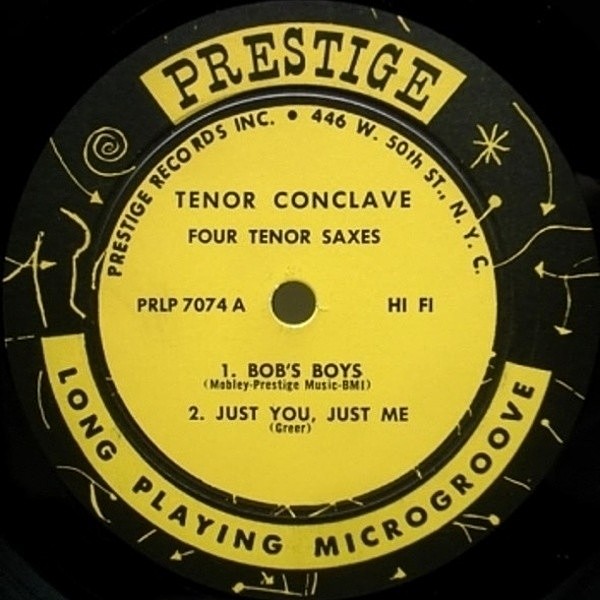 PRESTIGE
PRESTIGE RECORDS INC. • 446 W. 50th ST., N.Y.C.
TENOR CONCLAVE
FOUR TENOR SAXES
PRLP 7074 A
HI FI
1. BOB'S BOYS
(Mobley-Prestige Music-BMI)
2. JUST YOU, JUST ME
(Greer)
LONG PLAYING MICROGROOVE